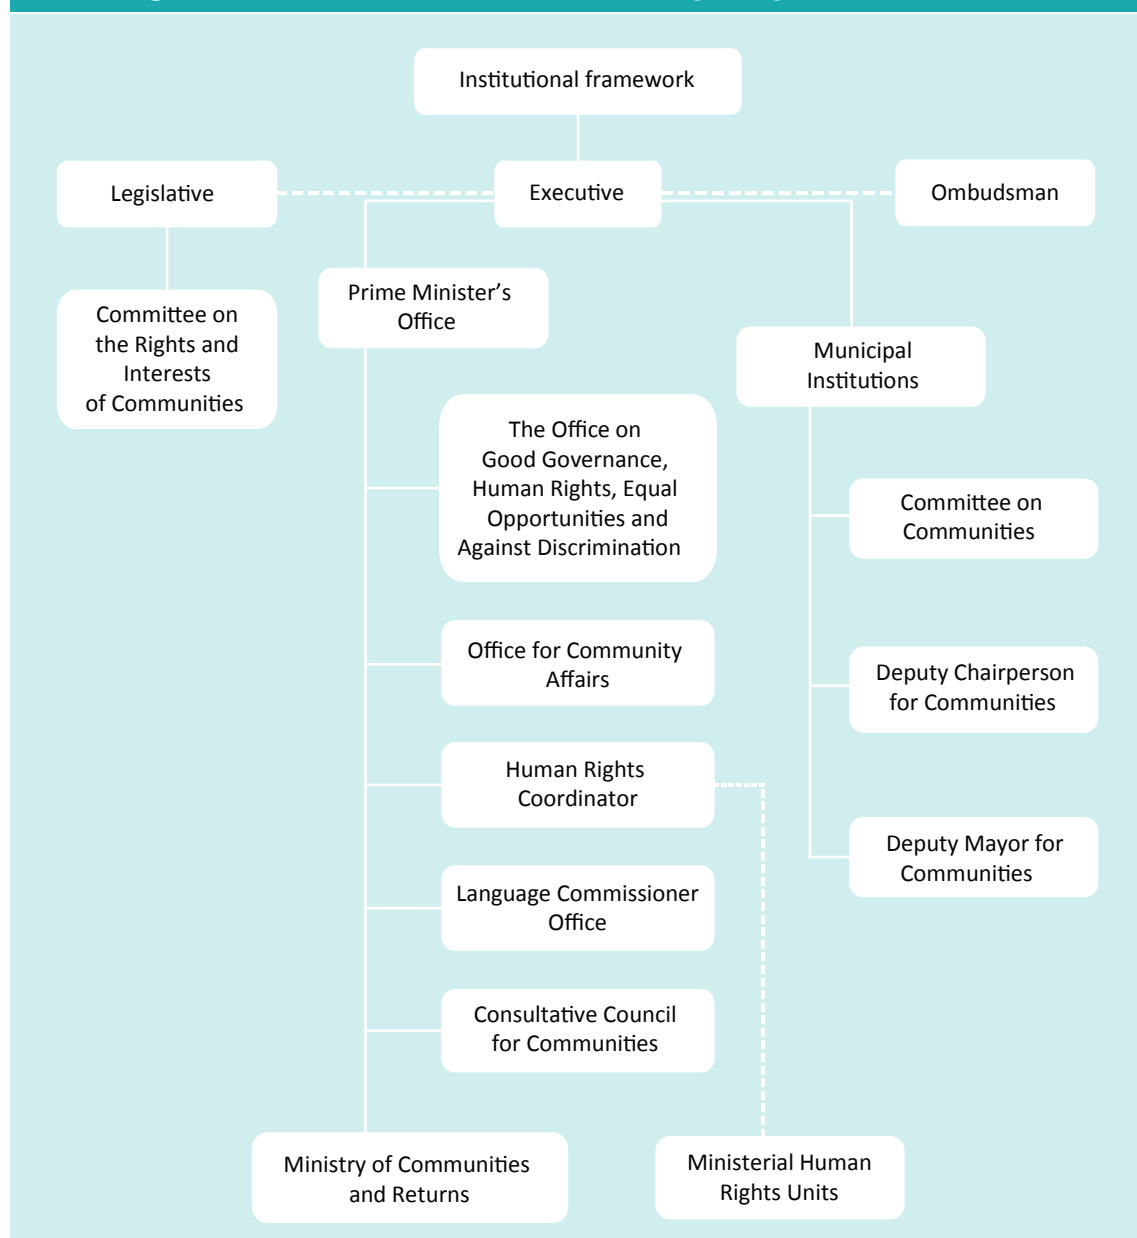 Institutional framework
Legislative
Executive
Ombudsman
Prime Minister’s
Office
Committee on
the Rights and
Interests
of Communities
Municipal
Institutions
The Office on
Good Governance,
Human Rights, Equal
Opportunities and
Against Discrimination
Committee on
Communities
Office for Community
Affairs
Deputy Chairperson
for Communities
Human Rights
Coordinator
Deputy Mayor for
Communities
Language Commissioner
Office
Consultative Council
for Communities
Ministry of Communities
and Returns
Ministerial Human
Rights Units